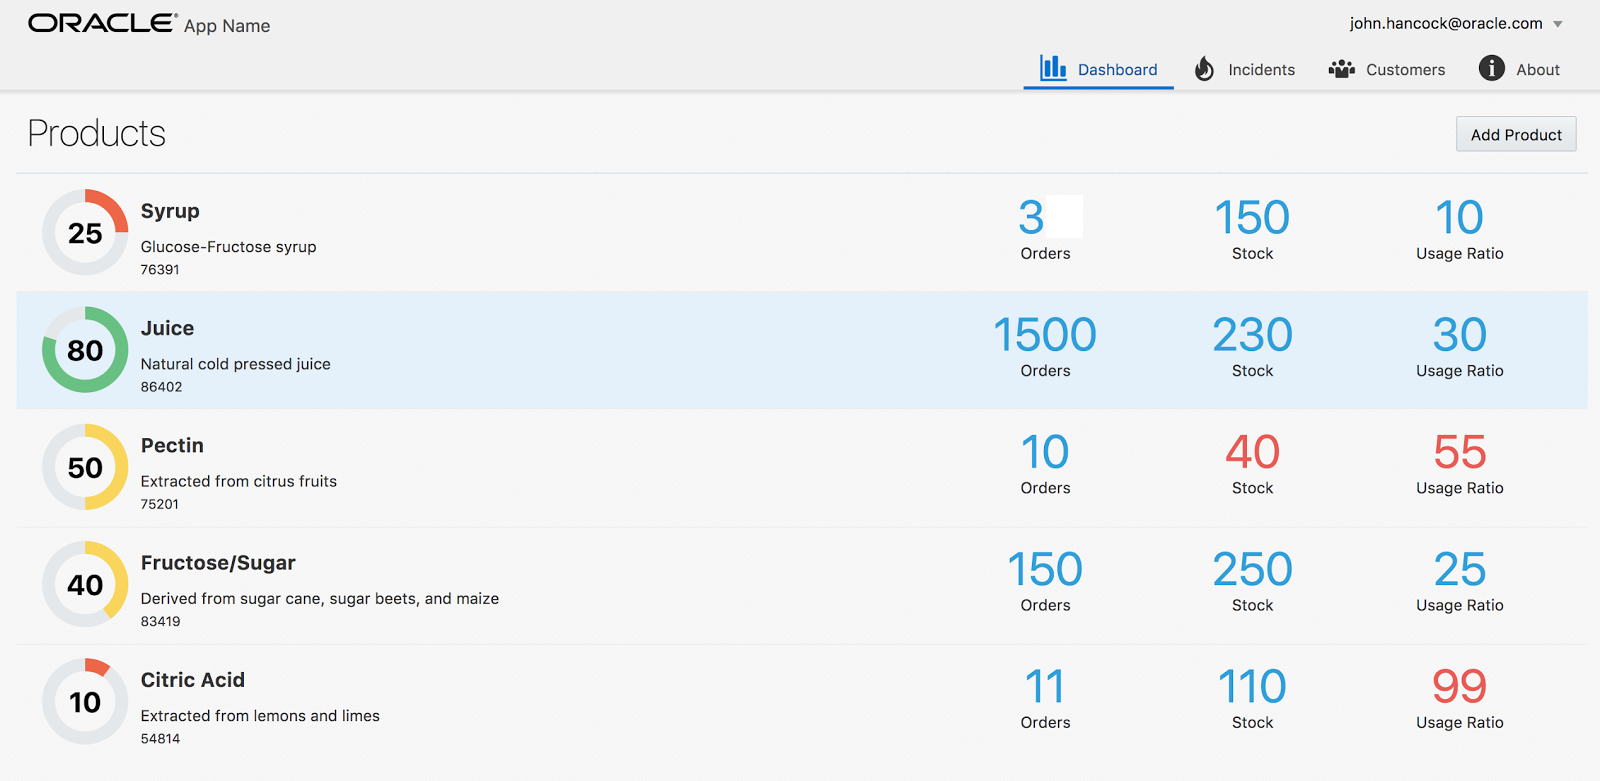 ORACLE® App Name
john.hancock@oracle.com
Dashboard Incidents Customers About
Products
Add Product
25
Syrup
Glucose-Fructose syrup
76391
3
Orders
150
Stock
10
Usage Ratio
80
Juice
Natural cold pressed juice
86402
1500
Orders
230
Stock
30
Usage Ratio
50
Pectin
Extracted from citrus fruits
75201
10
Orders
40
Stock
55
Usage Ratio
40
Fructose/Sugar
Derived from sugar cane, sugar beets, and maize
83419
150
Orders
250
Stock
25
Usage Ratio
10
Citric Acid
Extracted from lemons and limes
54814
11
Orders
110
Stock
99
Usage Ratio